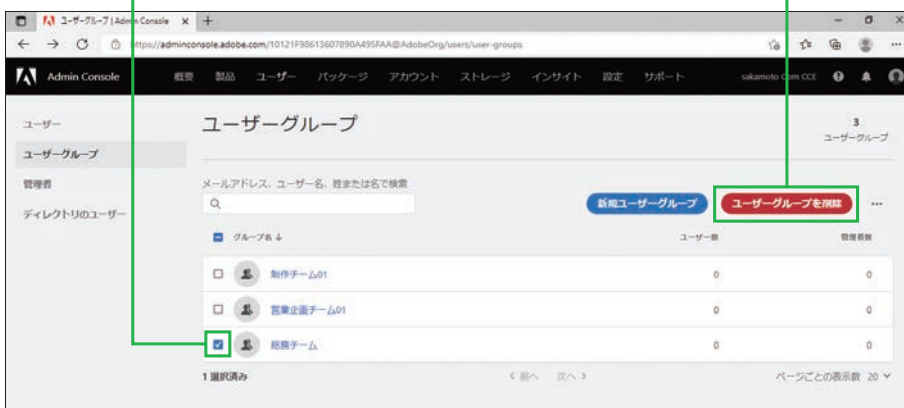 ユーザーグループ | Admin Console
https://adminconsole.adobe.com/10121F98613607890A495FAA@AdobeOrg/users/user-groups
Admin Console 概要 製品 ユーザー パッケージ アカウント ストレージ インサイト 設定 サポート sakamoto Com CCE
ユーザー
ユーザーグループ
管理者
ディレクトリのユーザー
ユーザーグループ
3
ユーザーグループ
メールアドレス、ユーザー名、姓または名で検索
新規ユーザーグループ ユーザーグループを削除 …
グループ名 ↓ ユーザー数 管理者数
制作チーム01 0 0
営業企画チーム01 0 0
総務チーム 0 0
1 選択済み < 前へ 次へ > ページごとの表示数 20